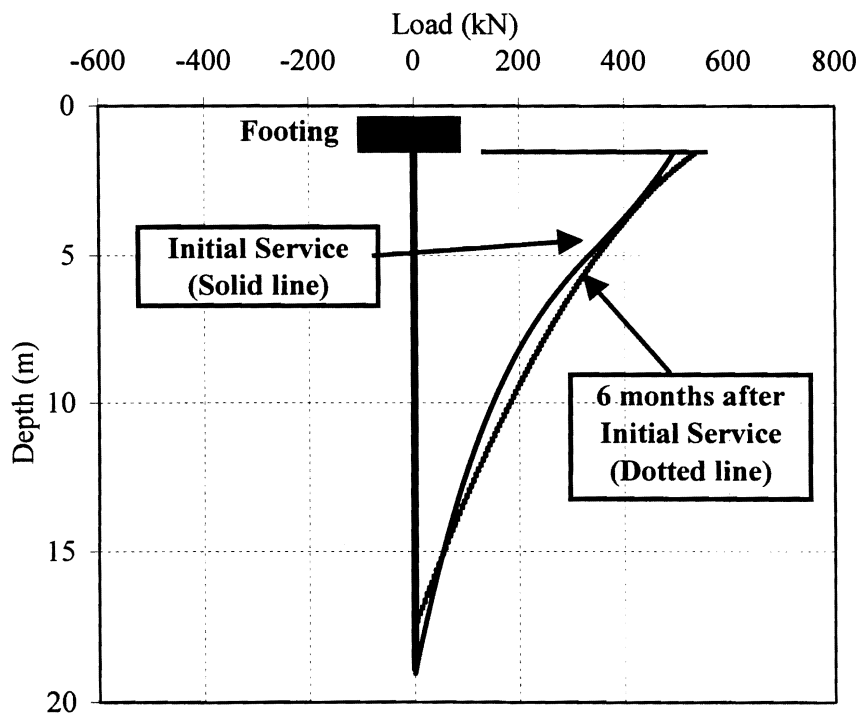 Load (kN)
-600 -400 -200 0 200 400 600 800
0
Footing
Initial Service
(Solid line)
5
Depth (m)
10
6 months after
Initial Service
(Dotted line)
15
20